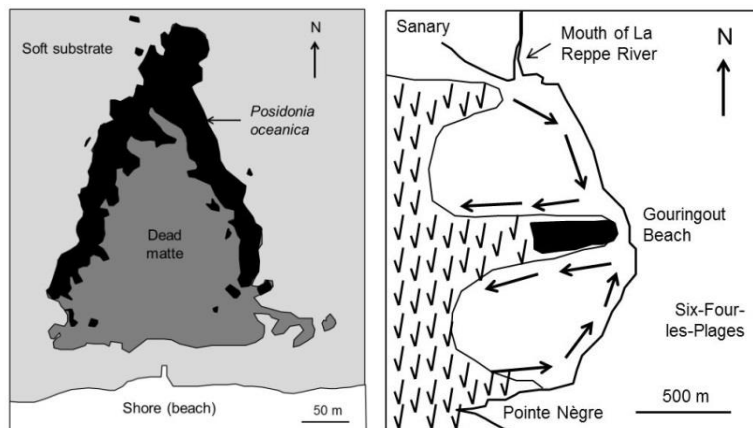 Soft substrate
N
Posidonia
oceanica
Dead
matte
Shore (beach)
50 m
Sanary
Mouth of La
Reppe River
N
Gouringout
Beach
Six-Four-
les-Plages
Pointe Nègre
500 m